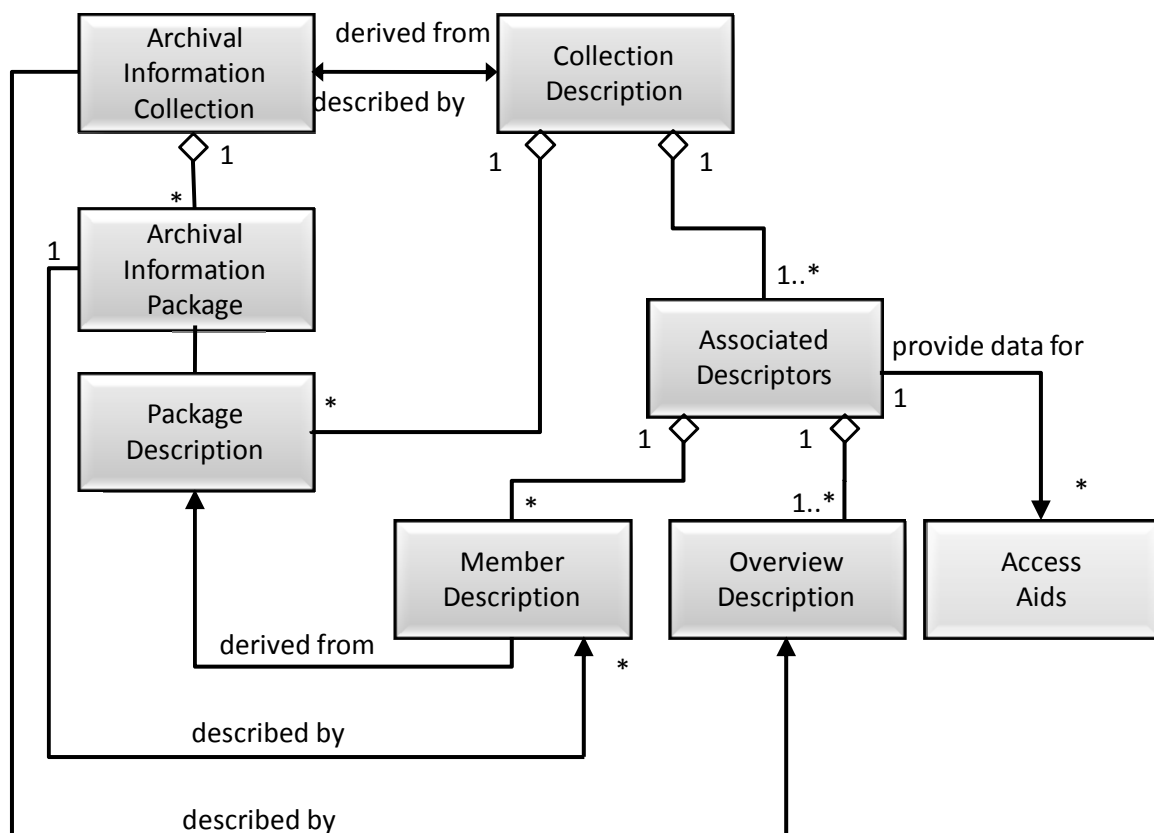 Archival
Information
Collection
1
derived from
described by
Collection
Description
1
*
1
1
Archival
Information
Package
1
1..*
Associated
Descriptors
provide data for
1
*
Package
Description
*
1
1
*
1..*
Member
Description
Overview
Description
Access
Aids
derived from
*
described by
described by
1